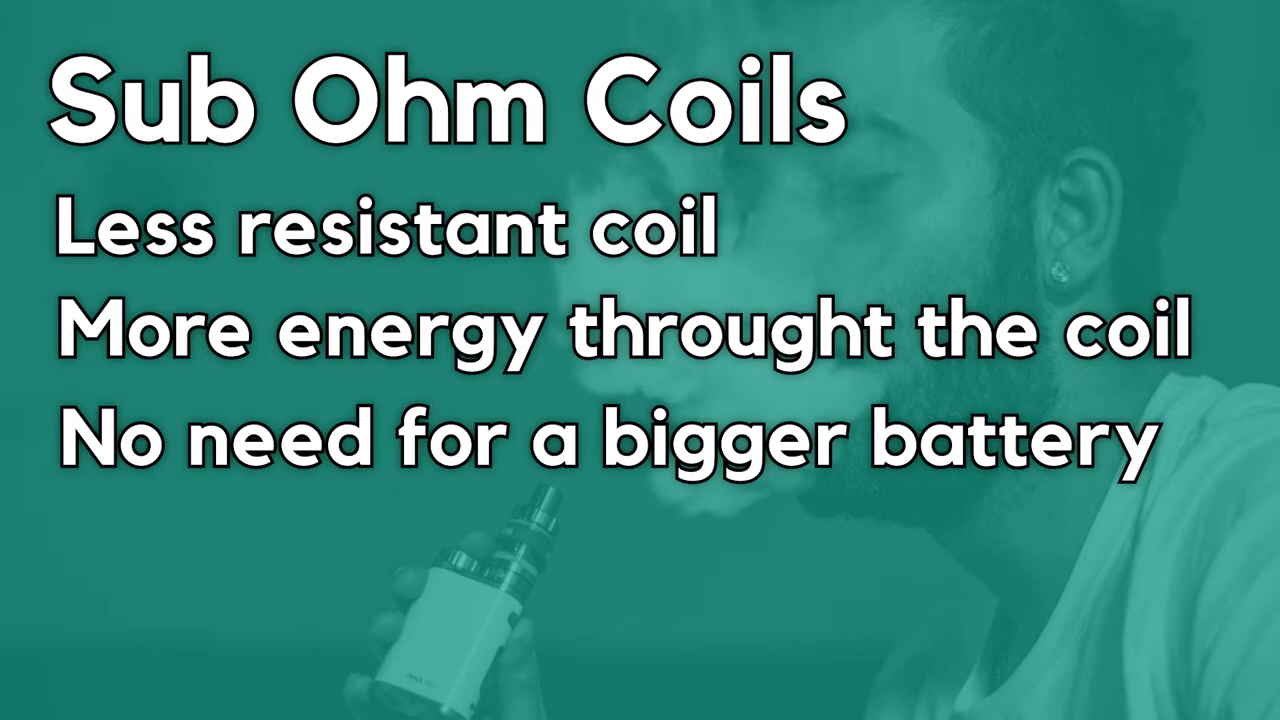 Sub Ohm Coils
Less resistant coil
More energy throught the coil
No need for a bigger battery